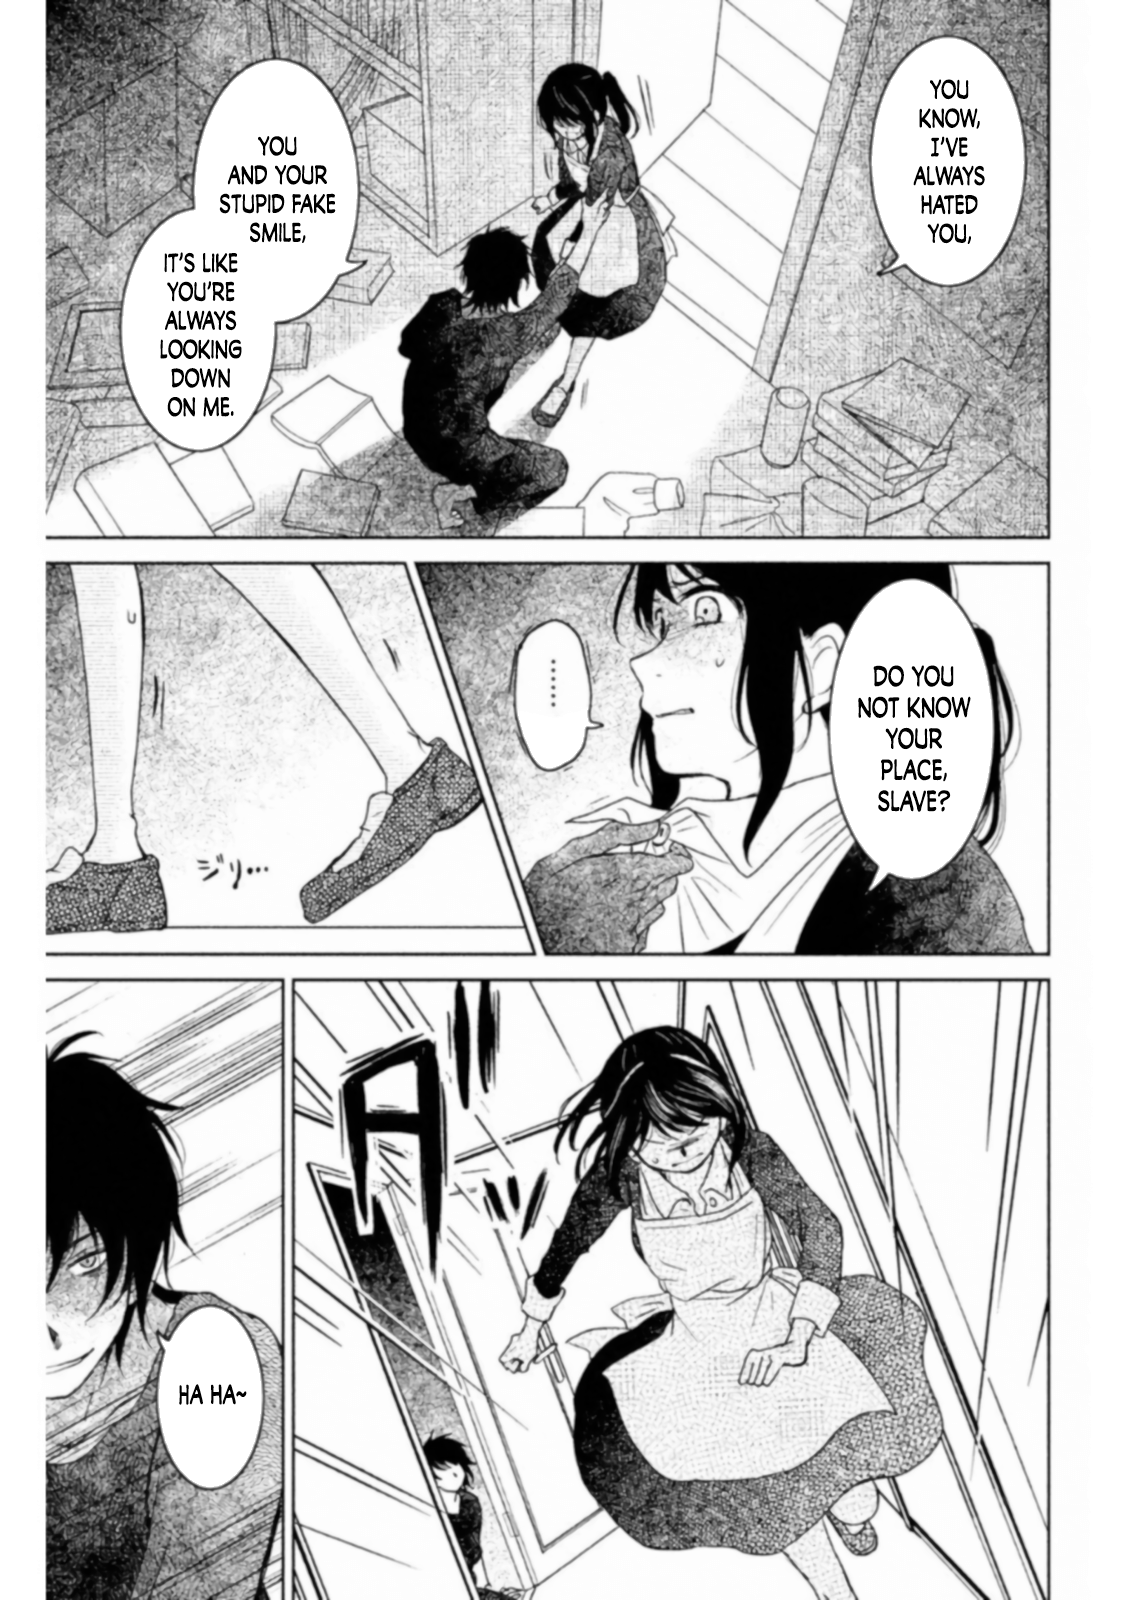 YOU
KNOW,
I'VE
ALWAYS
HATED
YOU,
YOU
AND YOUR
STUPID FAKE
SMILE,
IT'S LIKE
YOU'RE
ALWAYS
LOOKING
DOWN
ON ME.
DO YOU
NOT KNOW
YOUR
PLACE,
SLAVE?
………
ジリ…
HA HA~